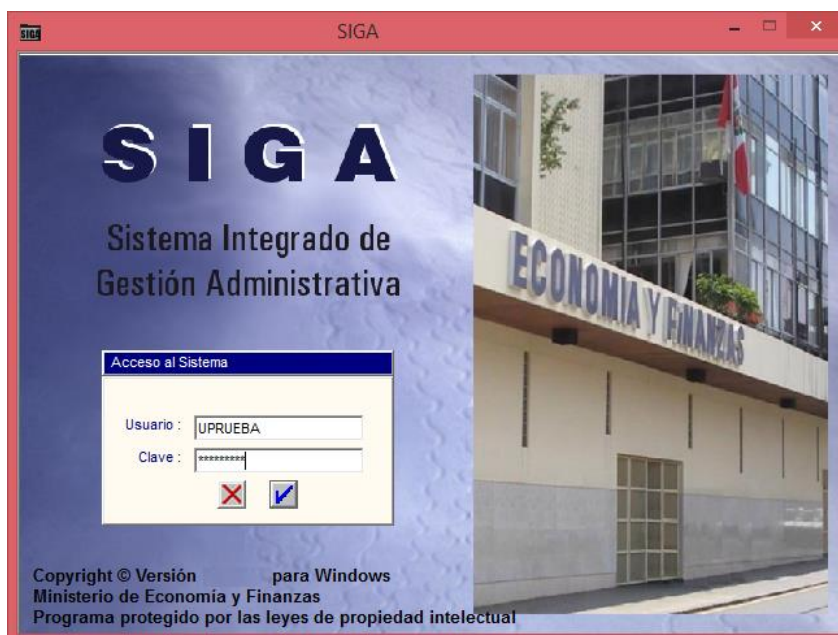 SIGA
SIGA
SIGA
Sistema Integrado de
Gestión Administrativa
ECONOMIA Y FINANZAS
Acceso al Sistema
Usuario : UPRUEBA
Clave : *********
Copyright © Versión para Windows
Ministerio de Economía y Finanzas
Programa protegido por las leyes de propiedad intelectual